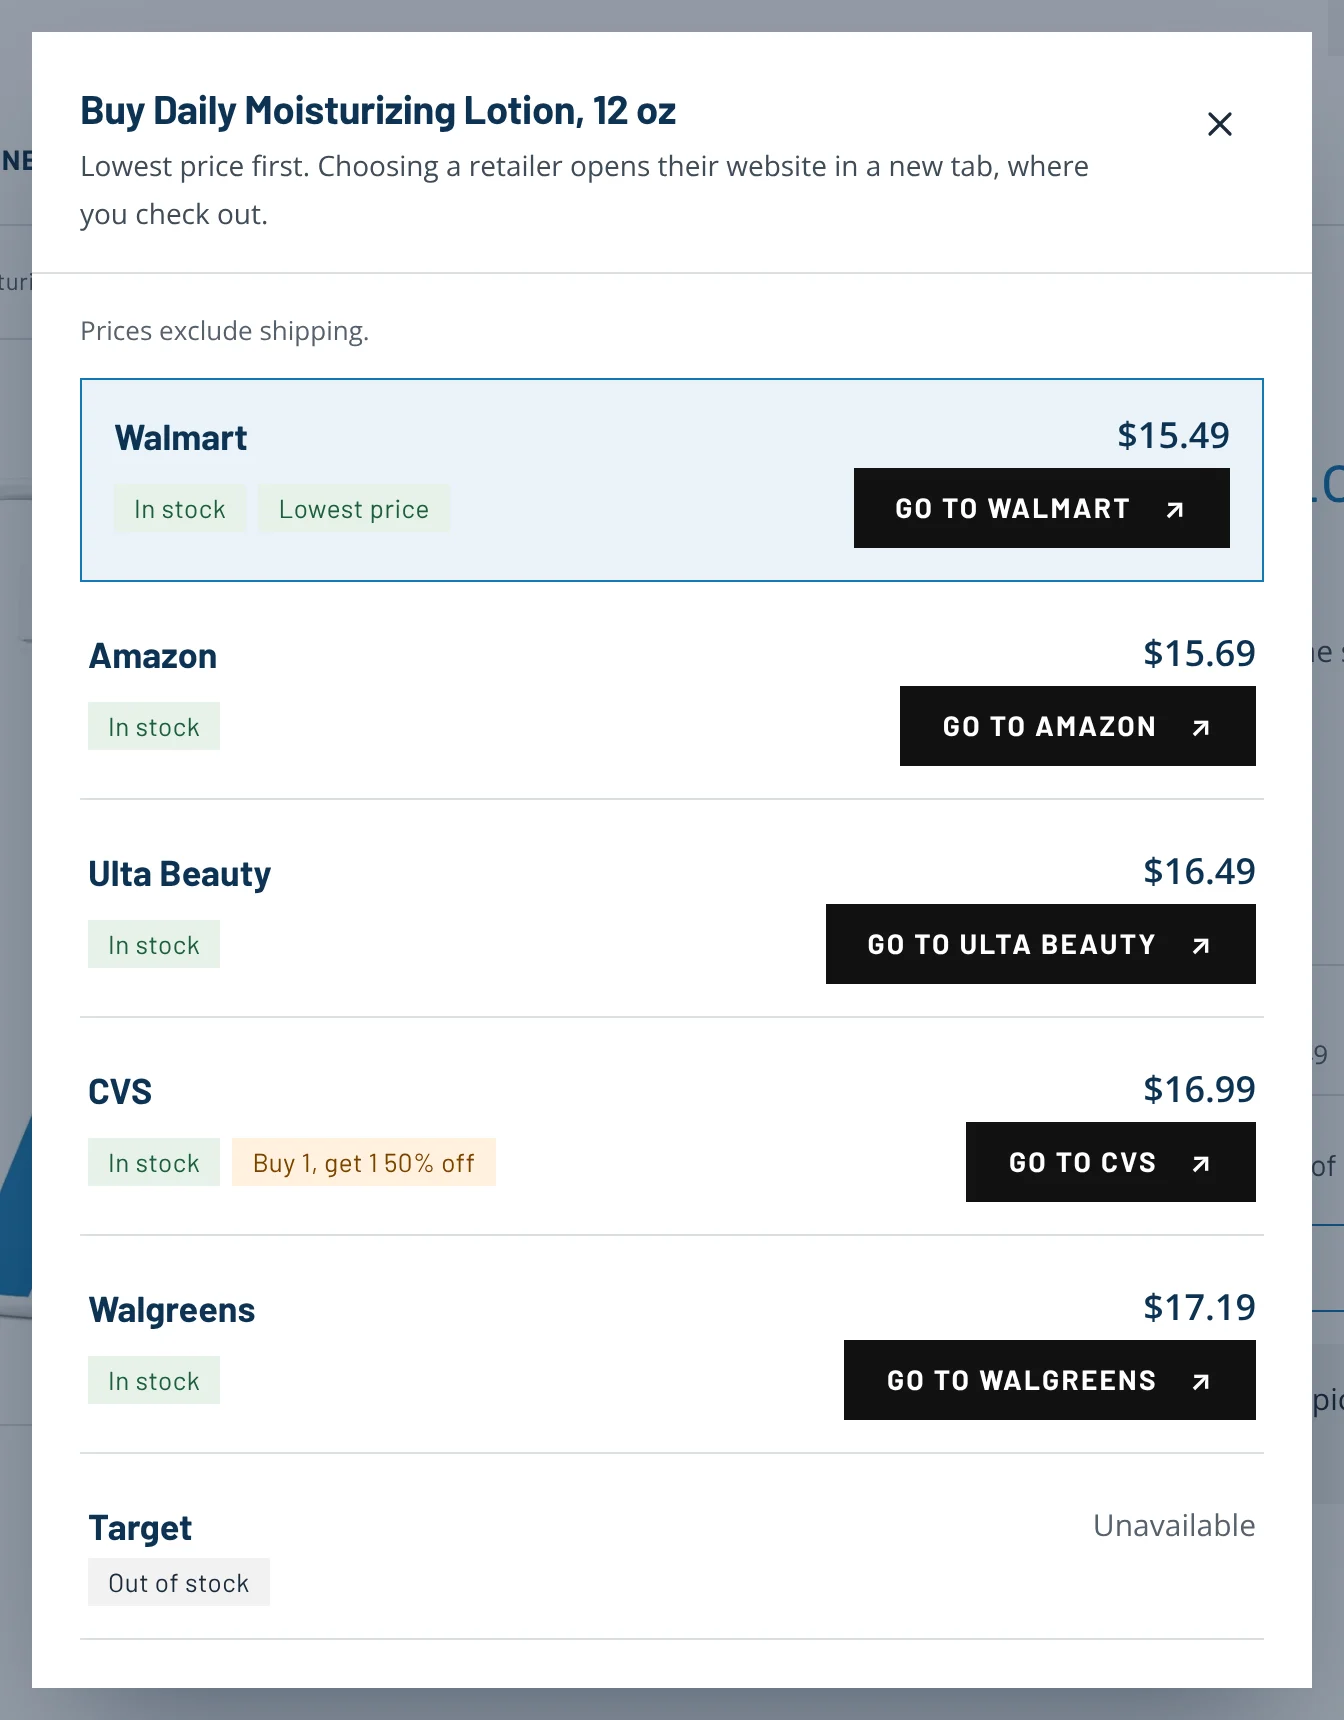 Buy Daily Moisturizing Lotion, 12 oz
Lowest price first. Choosing a retailer opens their website in a new tab, where
you check out.
Prices exclude shipping.
Walmart
$15.49
In stock
Lowest price
GO TO WALMART
Amazon
$15.69
In stock
GO TO AMAZON
Ulta Beauty
$16.49
In stock
GO TO ULTA BEAUTY
CVS
$16.99
In stock
Buy 1, get 1 50% off
GO TO CVS
Walgreens
$17.19
In stock
GO TO WALGREENS
Target
Unavailable
Out of stock